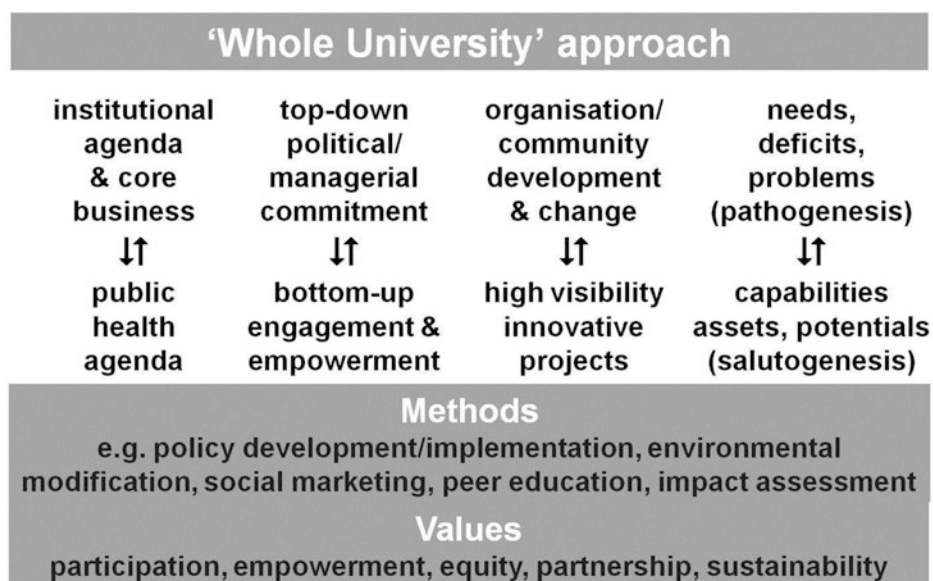 ‘Whole University’ approach
institutional
agenda
& core
business
↓↑
public
health
agenda
top-down
political/
managerial
commitment
↓↑
bottom-up
engagement &
empowerment
organisation/
community
development
& change
↓↑
high visibility
innovative
projects
needs,
deficits,
problems
(pathogenesis)
↓↑
capabilities
assets, potentials
(salutogenesis)
Methods
e.g. policy development/implementation, environmental
modification, social marketing, peer education, impact assessment
Values
participation, empowerment, equity, partnership, sustainability